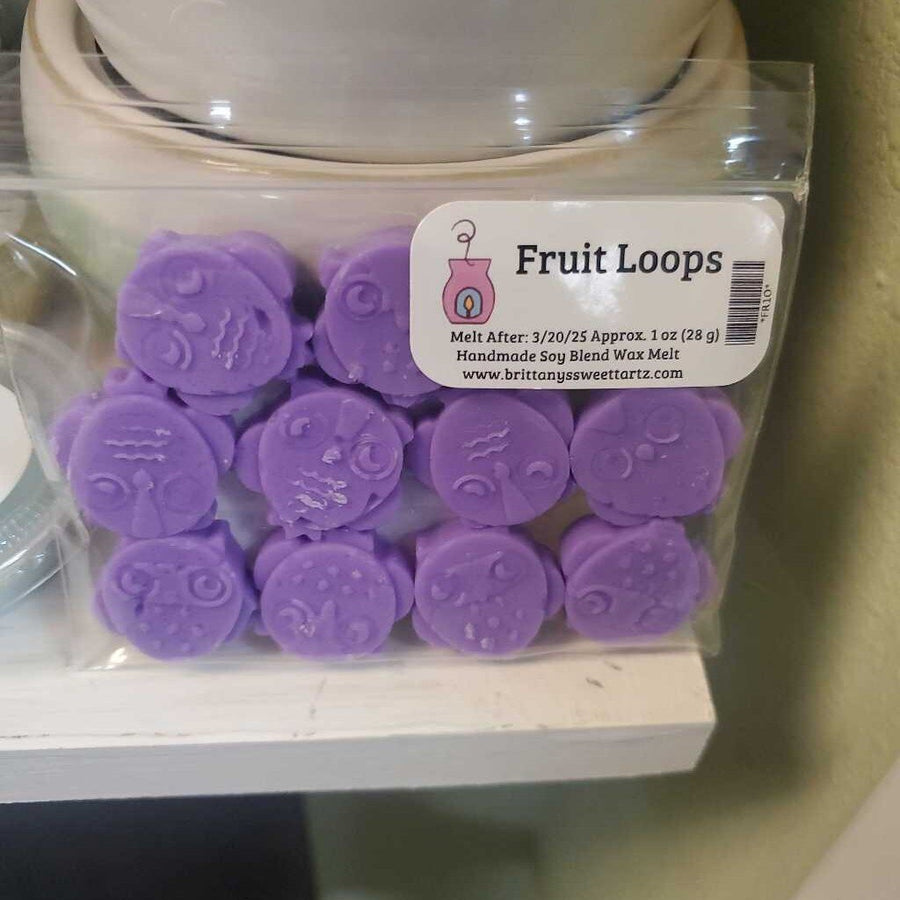 Fruit Loops
*FR10*
Melt After: 3/20/25 Approx. 1 oz (28 g)
Handmade Soy Blend Wax Melt
www.brittanyssweettartz.com